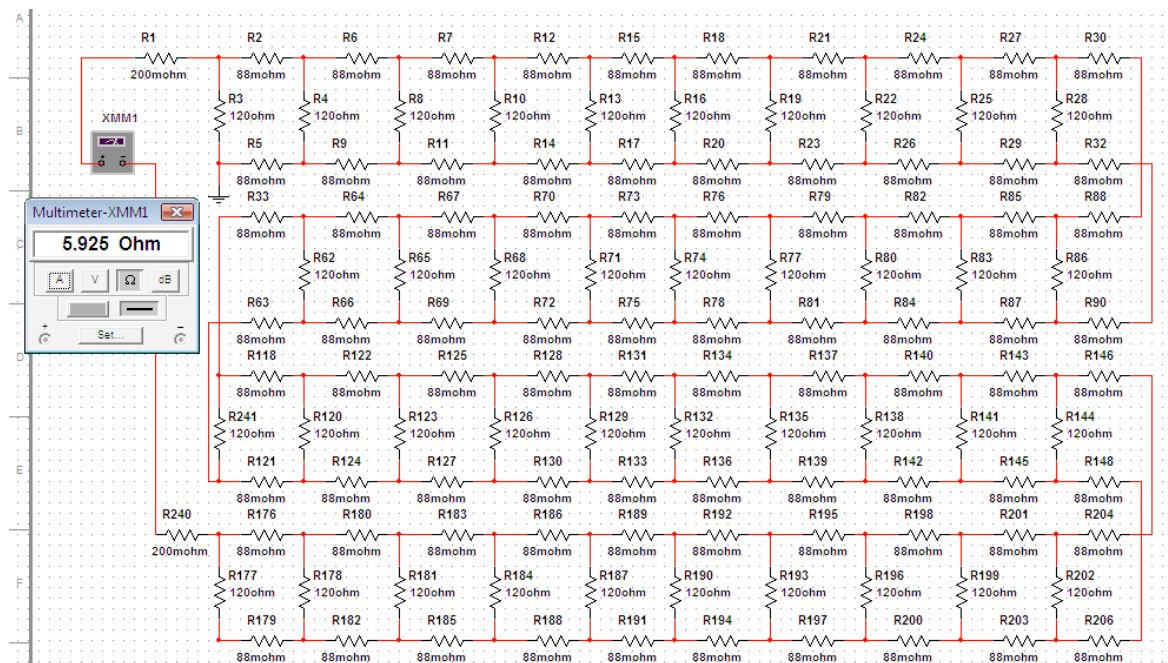 A
R1 R2 R6 R7 R12 R15 R18 R21 R24 R27 R30
200mohm 88mohm 88mohm 88mohm 88mohm 88mohm 88mohm 88mohm 88mohm 88mohm 88mohm
R3 R4 R8 R10 R13 R16 R19 R22 R25 R28
120ohm 120ohm 120ohm 120ohm 120ohm 120ohm 120ohm 120ohm 120ohm 120ohm
XMM1
B
R5 R9 R11 R14 R17 R20 R23 R26 R29 R32
88mohm 88mohm 88mohm 88mohm 88mohm 88mohm 88mohm 88mohm 88mohm 88mohm
R33 R64 R67 R70 R73 R76 R79 R82 R85 R88
Multimeter-XMM1
88mohm 88mohm 88mohm 88mohm 88mohm 88mohm 88mohm 88mohm 88mohm 88mohm
C
5.925 Ohm
R62 R65 R68 R71 R74 R77 R80 R83 R86
120ohm 120ohm 120ohm 120ohm 120ohm 120ohm 120ohm 120ohm 120ohm
A V Ω dB
R63 R66 R69 R72 R75 R78 R81 R84 R87 R90
+ Set... −
88mohm 88mohm 88mohm 88mohm 88mohm 88mohm 88mohm 88mohm 88mohm 88mohm
D
R118 R122 R125 R128 R131 R134 R137 R140 R143 R146
88mohm 88mohm 88mohm 88mohm 88mohm 88mohm 88mohm 88mohm 88mohm 88mohm
R241 R120 R123 R126 R129 R132 R135 R138 R141 R144
120ohm 120ohm 120ohm 120ohm 120ohm 120ohm 120ohm 120ohm 120ohm 120ohm
E
R121 R124 R127 R130 R133 R136 R139 R142 R145 R148
88mohm 88mohm 88mohm 88mohm 88mohm 88mohm 88mohm 88mohm 88mohm 88mohm
R240 R176 R180 R183 R186 R189 R192 R195 R198 R201 R204
200mohm 88mohm 88mohm 88mohm 88mohm 88mohm 88mohm 88mohm 88mohm 88mohm 88mohm
F
R177 R178 R181 R184 R187 R190 R193 R196 R199 R202
120ohm 120ohm 120ohm 120ohm 120ohm 120ohm 120ohm 120ohm 120ohm 120ohm
R179 R182 R185 R188 R191 R194 R197 R200 R203 R206
88mohm 88mohm 88mohm 88mohm 88mohm 88mohm 88mohm 88mohm 88mohm 88mohm